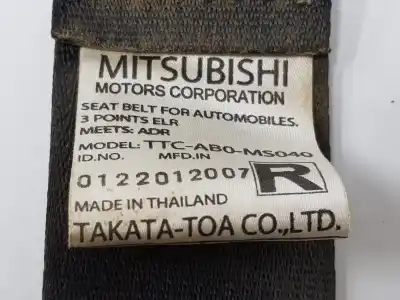 MITSUBISHI
MOTORS CORPORATION
SEAT BELT FOR AUTOMOBILES.
3 POINTS ELR
MEETS: ADR
MODEL: TTC-AB0-MS040
ID.NO. MFD.IN
0122012007 R
MADE IN THAILAND
TAKATA-TOA CO.,LTD.